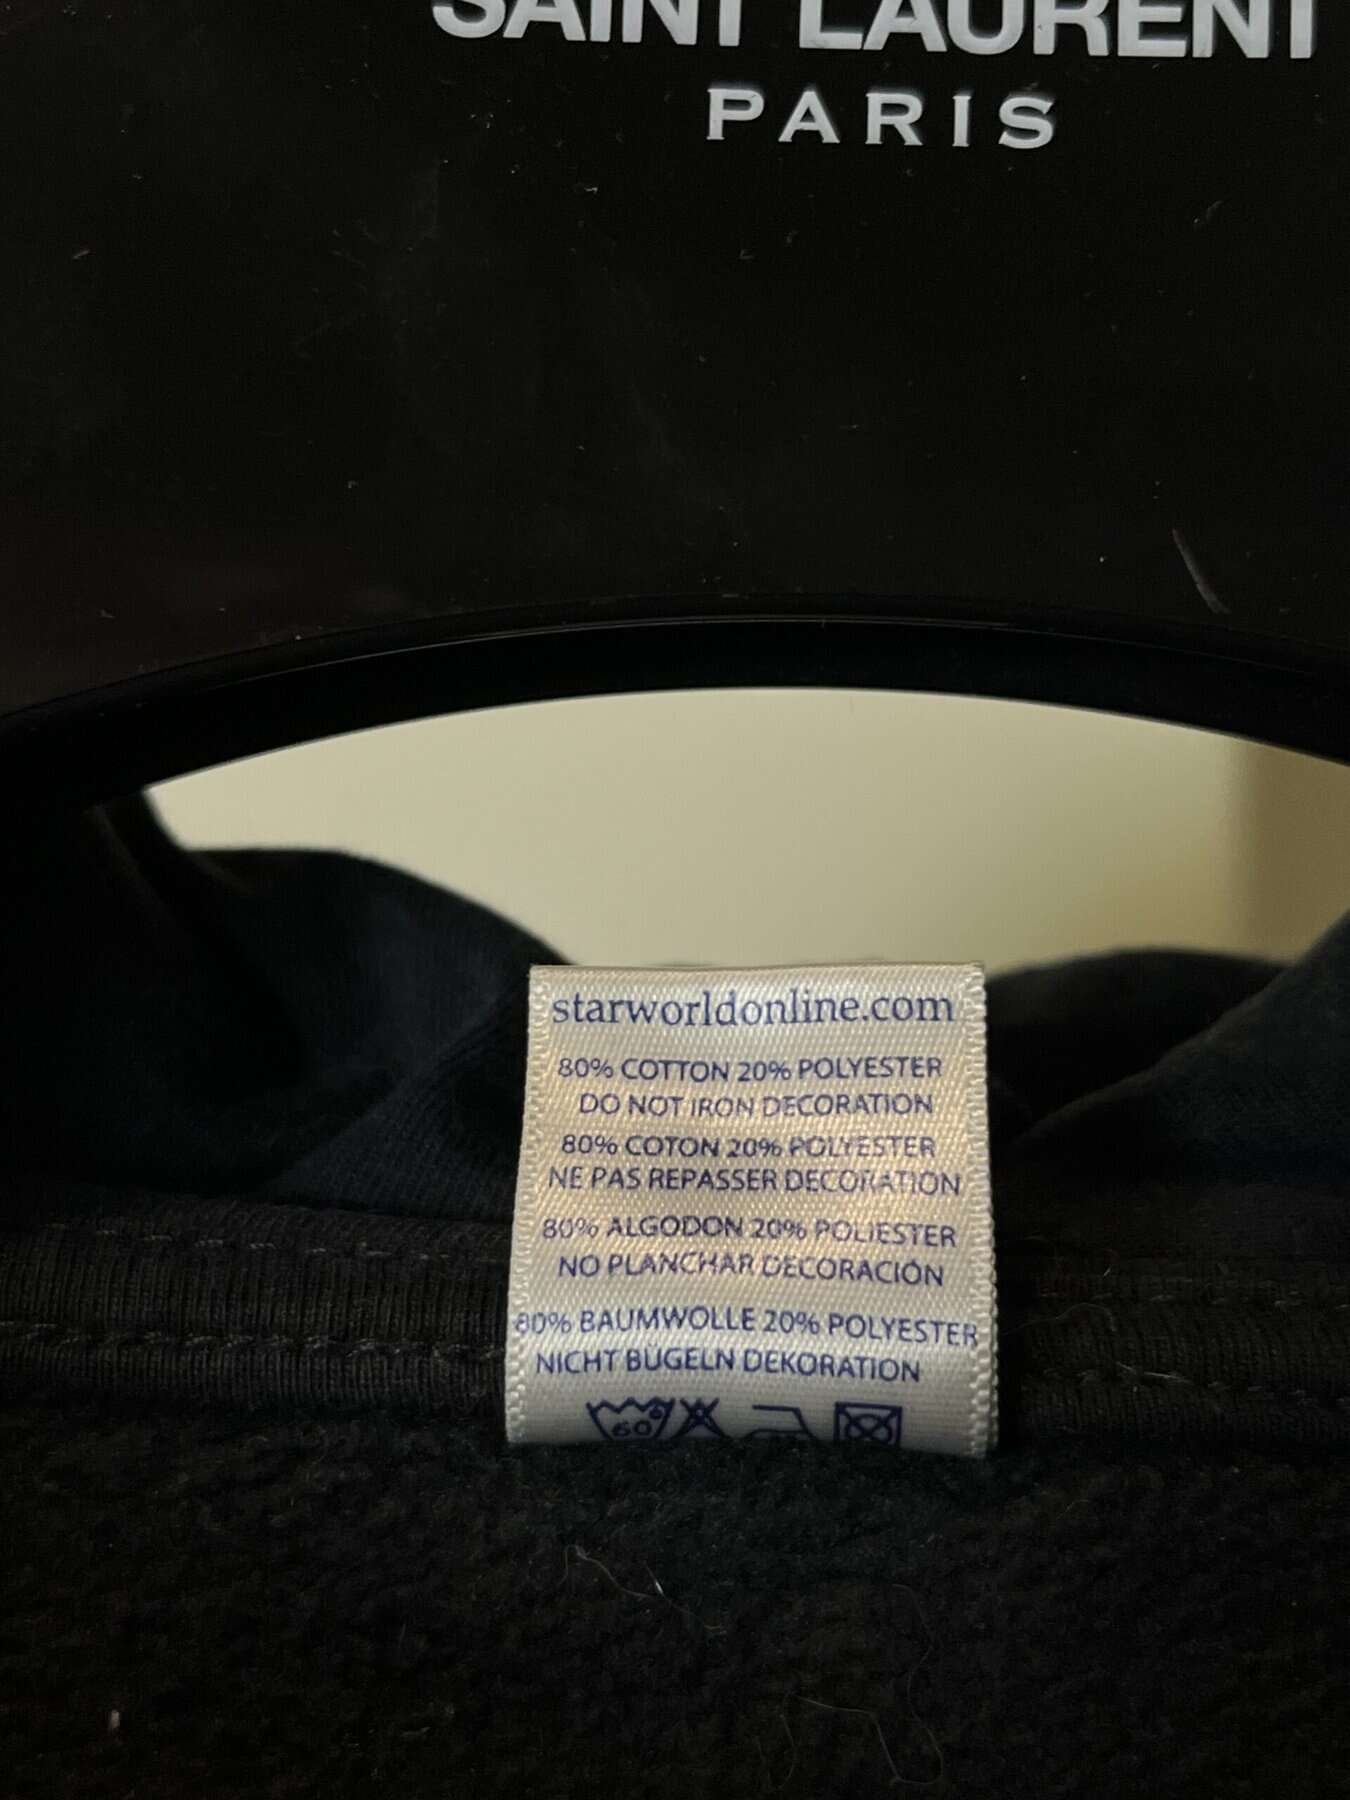 SAINT LAURENT
PARIS
starworldonline.com
80% COTTON 20% POLYESTER
DO NOT IRON DECORATION
80% COTON 20% POLYESTER
NE PAS REPASSER DECORATION
80% ALGODON 20% POLIESTER
NO PLANCHAR DECORACIÓN
80% BAUMWOLLE 20% POLYESTER
NICHT BÜGELN DEKORATION
60°